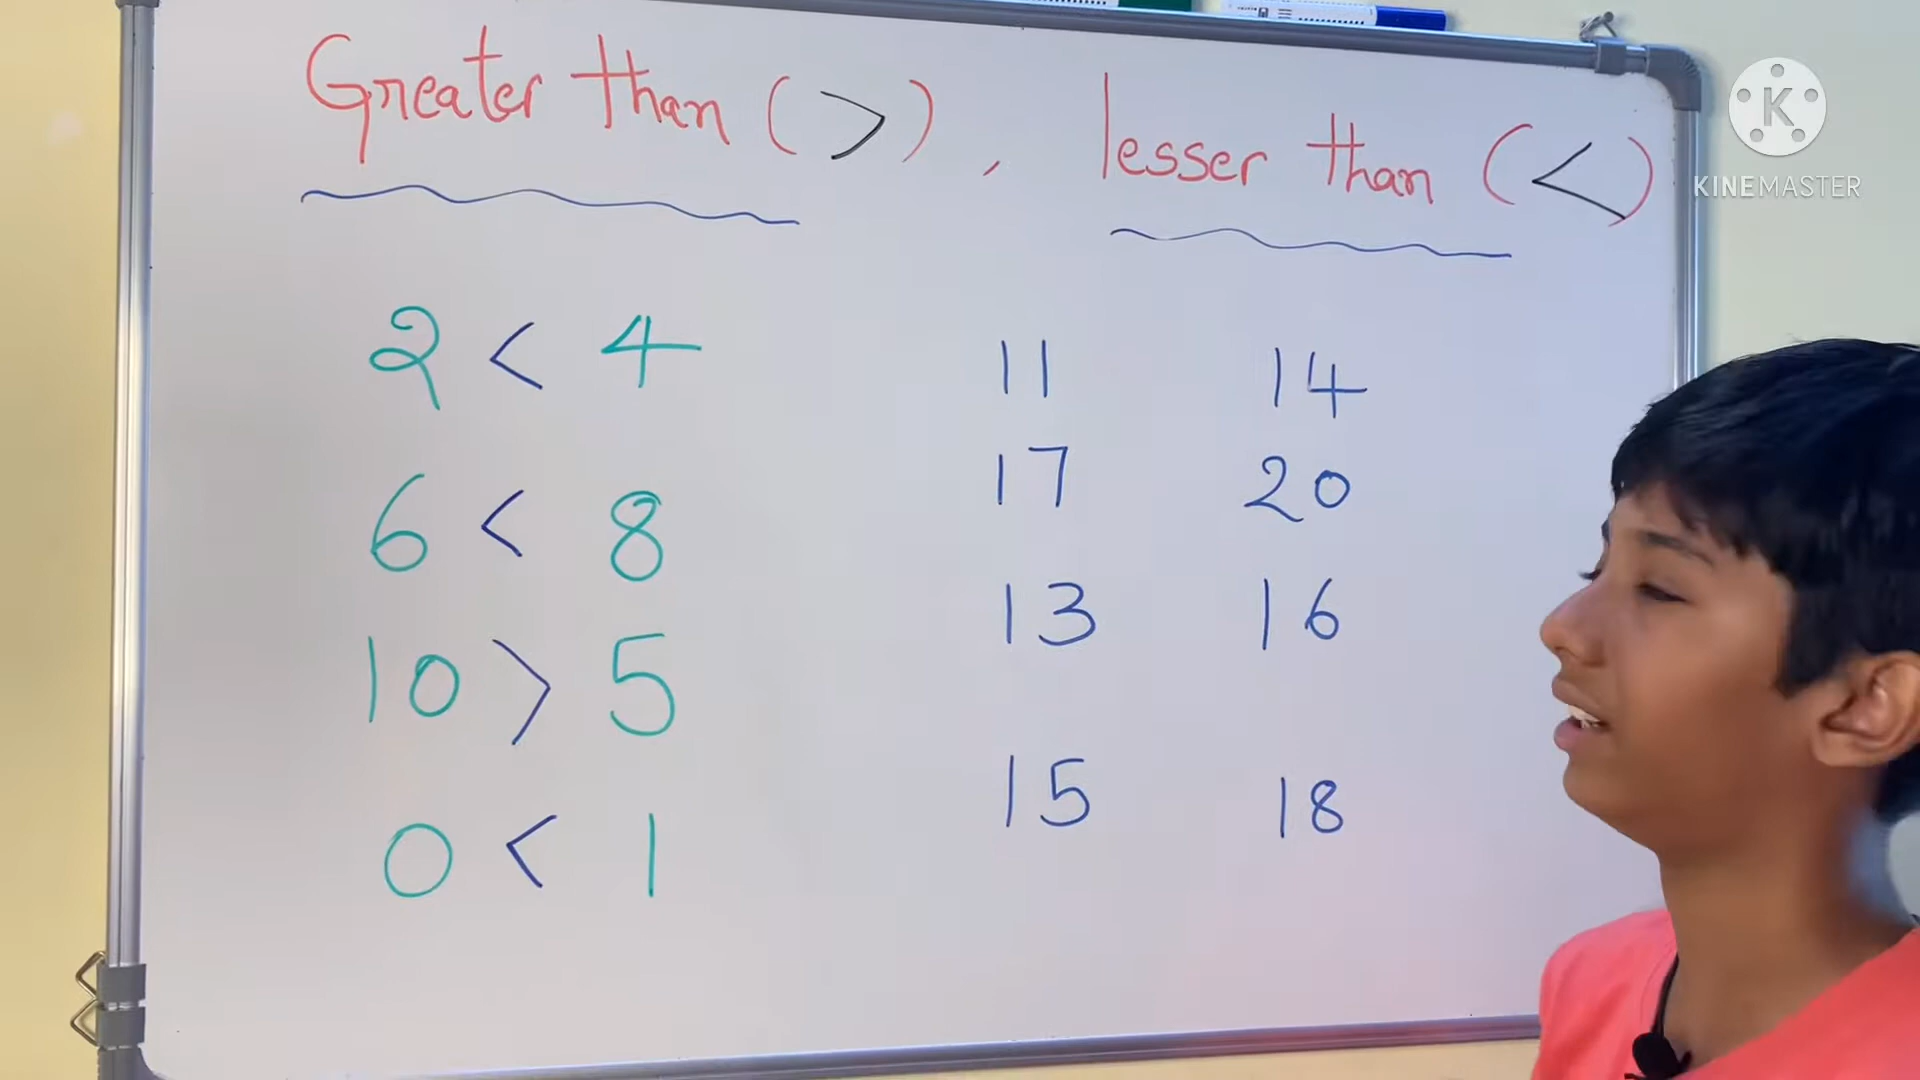 Greater than (>), lesser than (<)
2 < 4
6 < 8
10 > 5
0 < 1
11 14
17 20
13 16
15 18
K
KINEMASTER